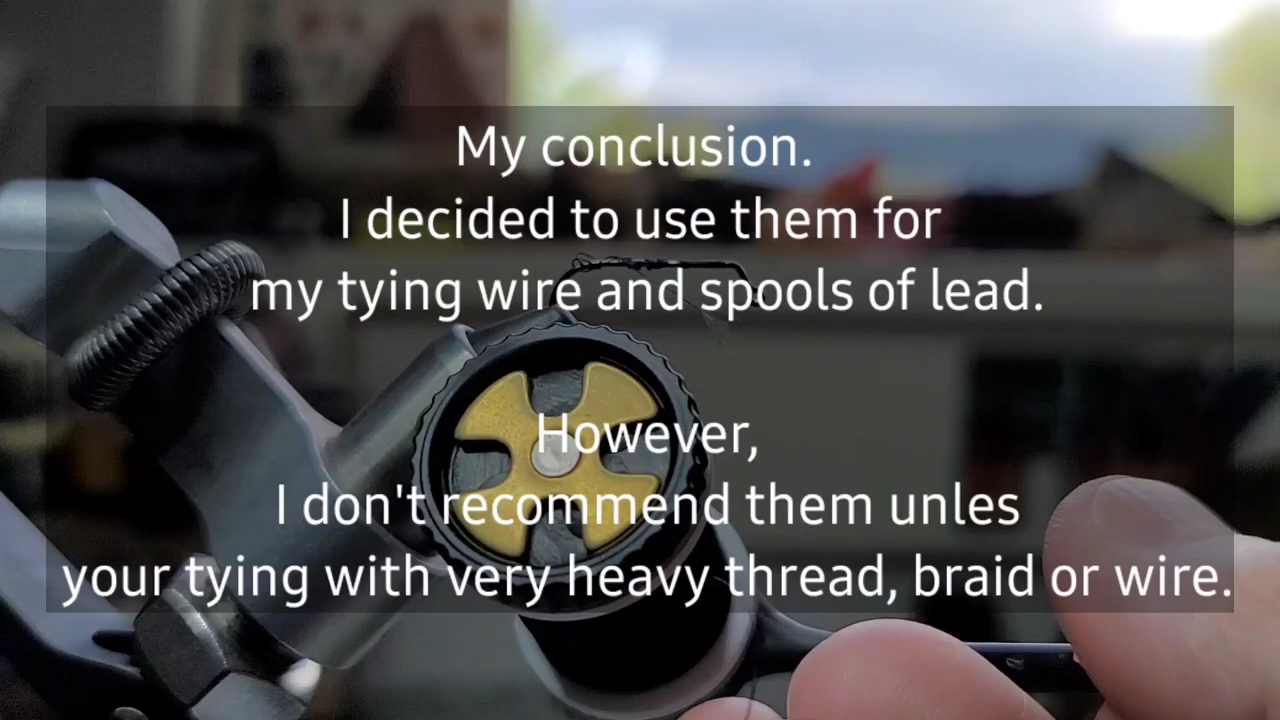 My conclusion.
I decided to use them for
my tying wire and spools of lead.
However,
I don't recommend them unles
your tying with very heavy thread, braid or wire.